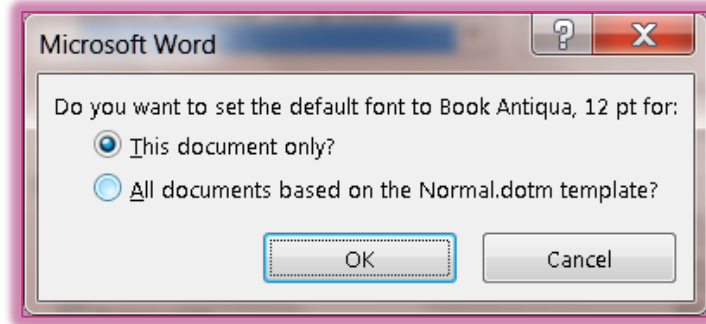 Microsoft Word
Do you want to set the default font to Book Antiqua, 12 pt for:
This document only?
All documents based on the Normal.dotm template?
OK Cancel